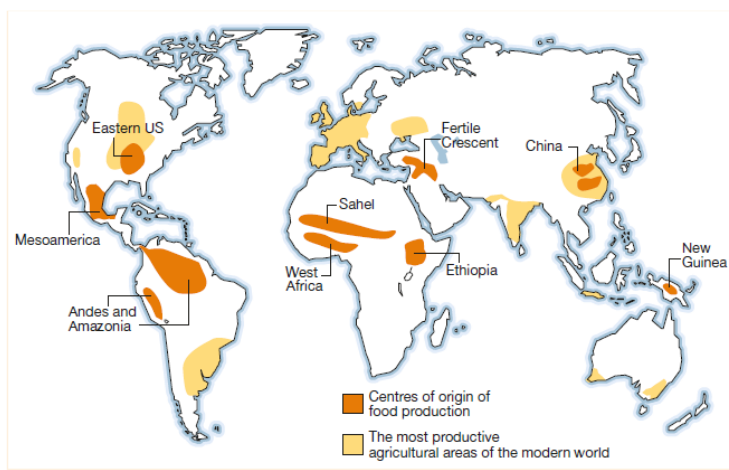 Eastern US
Fertile
Crescent
China
Sahel
Mesoamerica
West
Africa
Ethiopia
New
Guinea
Andes and
Amazonia
Centres of origin of
food production
The most productive
agricultural areas of the modern world